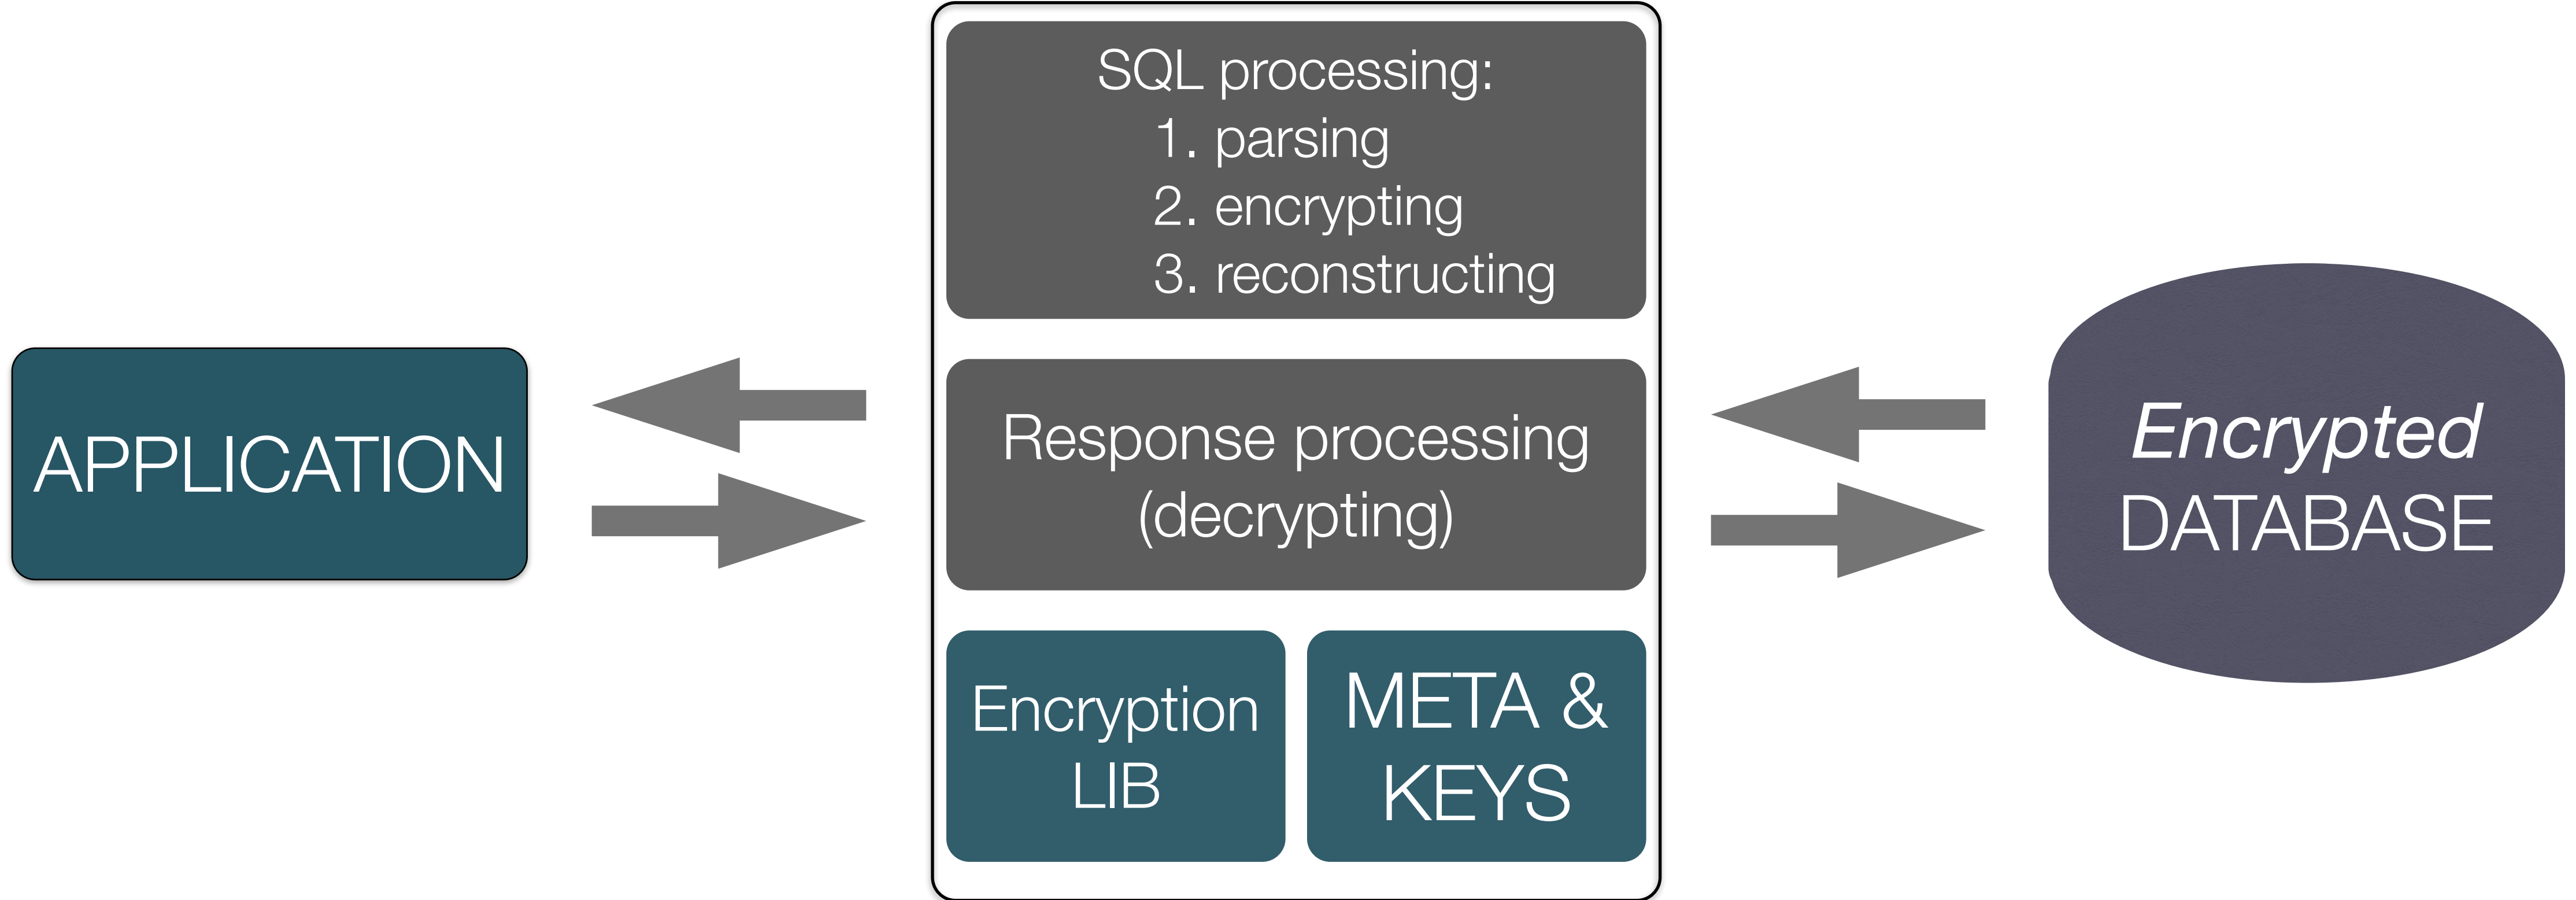 APPLICATION
SQL processing:
1. parsing
2. encrypting
3. reconstructing
Response processing
(decrypting)
Encryption
LIB
META &
KEYS
Encrypted
DATABASE